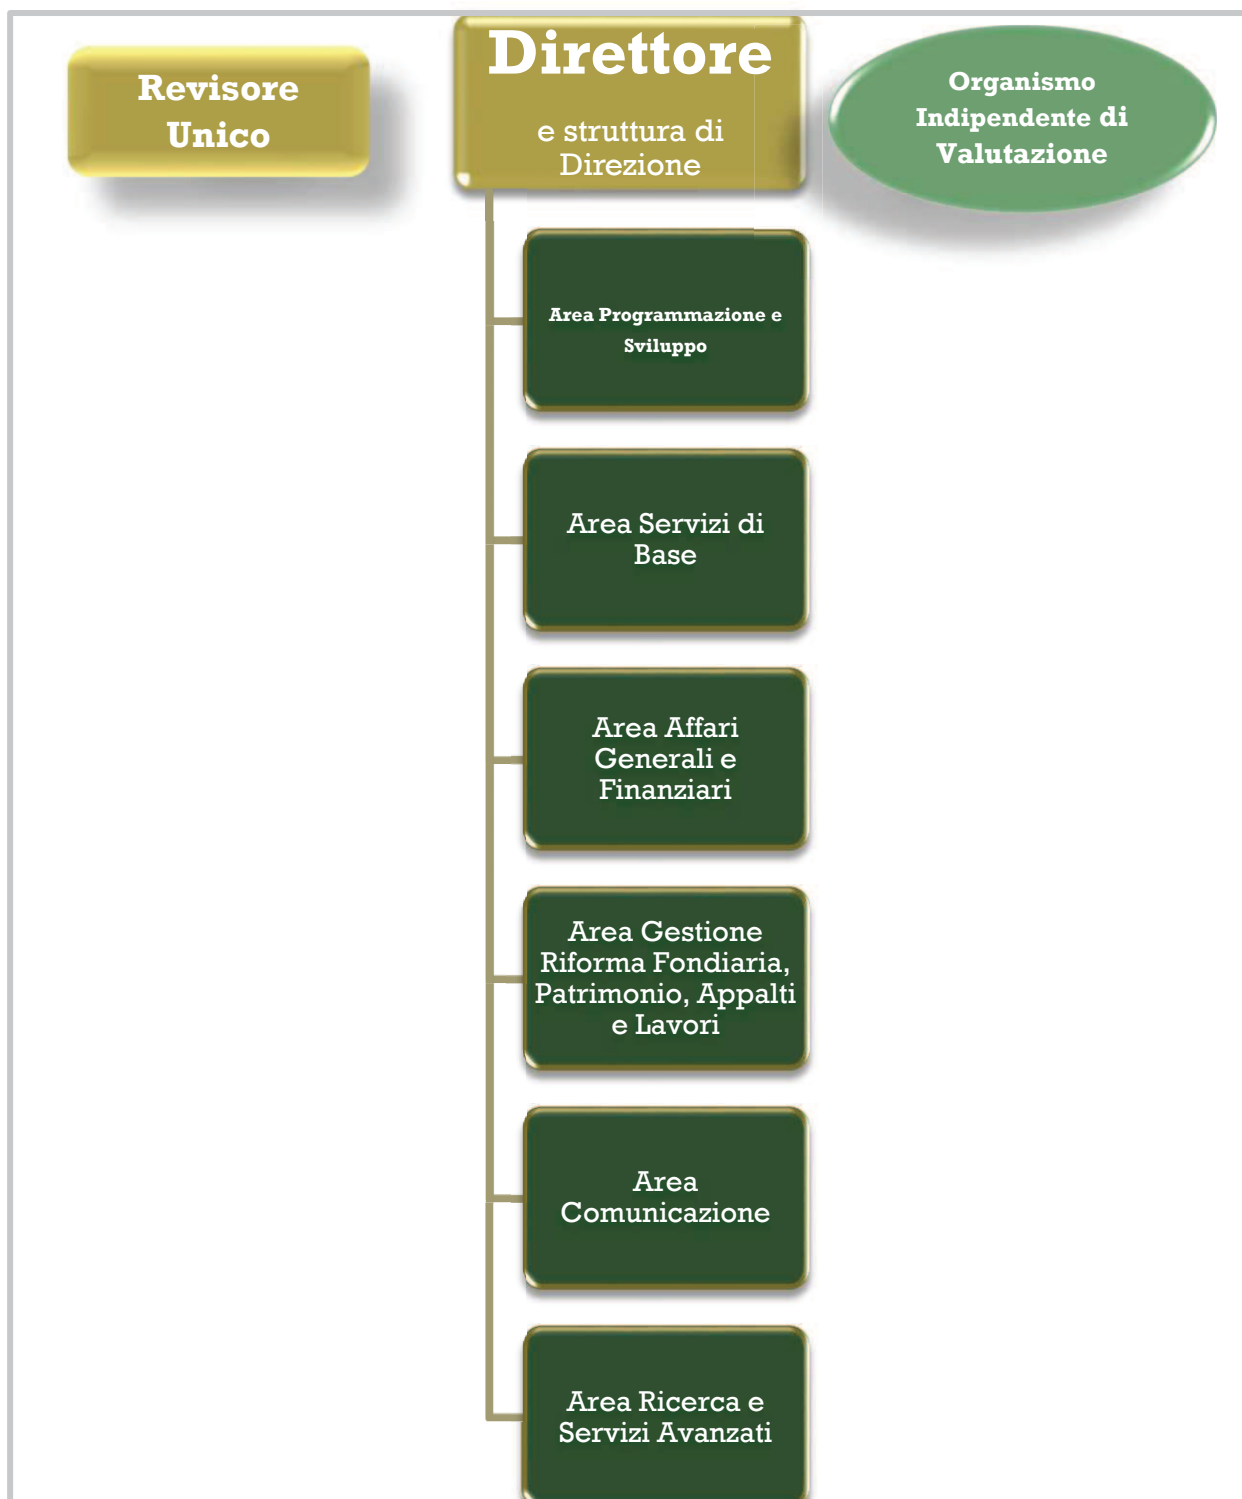 Revisore
Unico
Direttore
e struttura di
Direzione
Organismo
Indipendente di
Valutazione
Area Programmazione e
Sviluppo
Area Servizi di
Base
Area Affari
Generali e
Finanziari
Area Gestione
Riforma Fondiaria,
Patrimonio, Appalti
e Lavori
Area
Comunicazione
Area Ricerca e
Servizi Avanzati